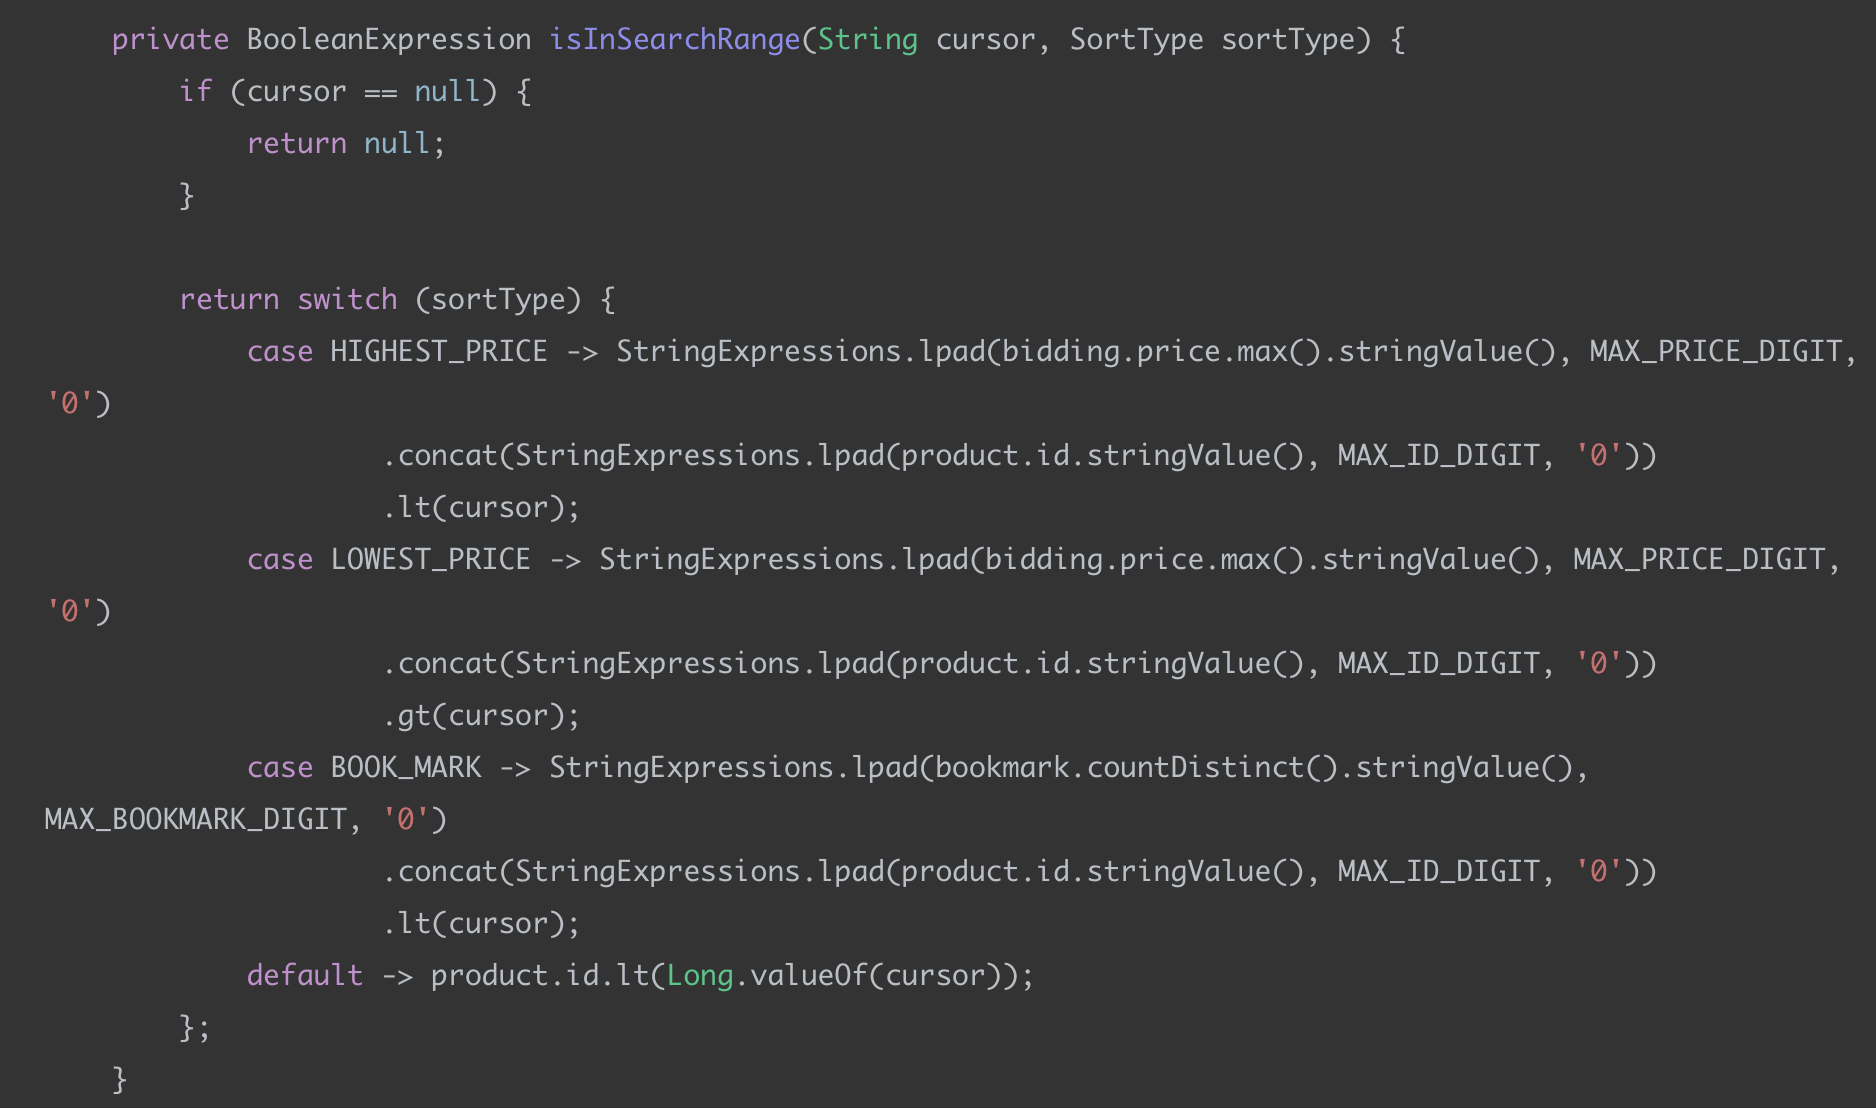 private BooleanExpression isInSearchRange(String cursor, SortType sortType) {
if (cursor == null) {
return null;
}
return switch (sortType) {
case HIGHEST_PRICE -> StringExpressions.lpad(bidding.price.max().stringValue(), MAX_PRICE_DIGIT,
'0')
.concat(StringExpressions.lpad(product.id.stringValue(), MAX_ID_DIGIT, '0'))
.lt(cursor);
case LOWEST_PRICE -> StringExpressions.lpad(bidding.price.max().stringValue(), MAX_PRICE_DIGIT,
'0')
.concat(StringExpressions.lpad(product.id.stringValue(), MAX_ID_DIGIT, '0'))
.gt(cursor);
case BOOK_MARK -> StringExpressions.lpad(bookmark.countDistinct().stringValue(),
MAX_BOOKMARK_DIGIT, '0')
.concat(StringExpressions.lpad(product.id.stringValue(), MAX_ID_DIGIT, '0'))
.lt(cursor);
default -> product.id.lt(Long.valueOf(cursor));
};
}